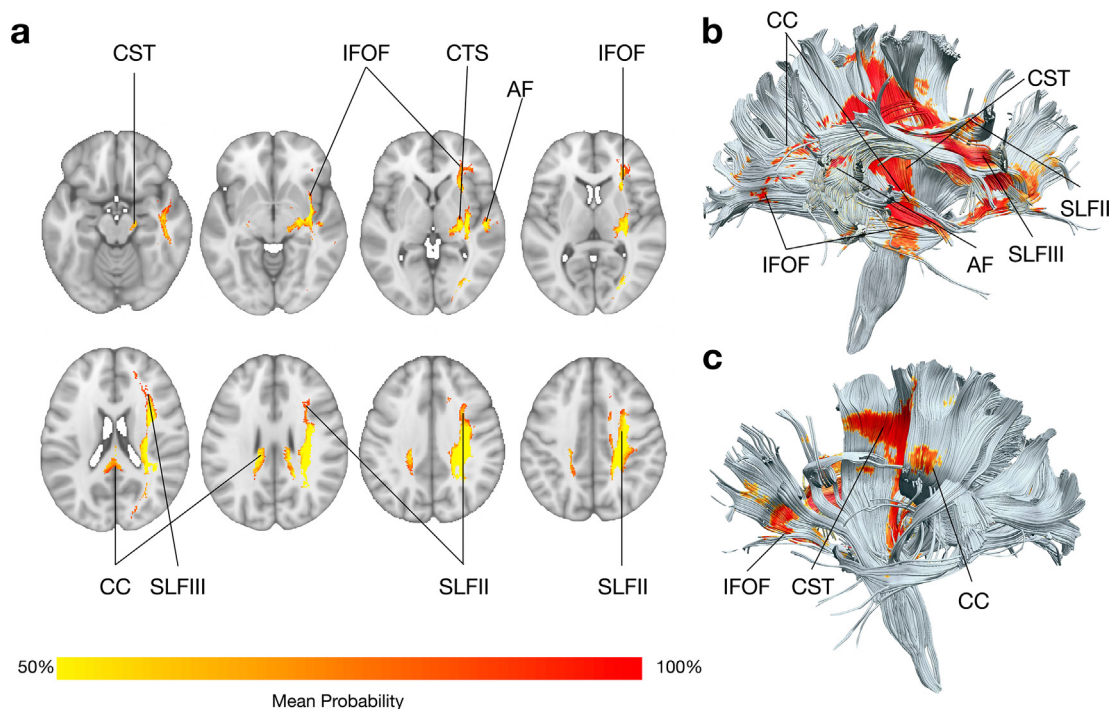 a
CST
IFOF
CTS
AF
IFOF
CC
SLFIII
SLFII
SLFII
50%
100%
Mean Probability
b
CC
CST
SLFII
SLFIII
AF
IFOF
c
IFOF
CST
CC